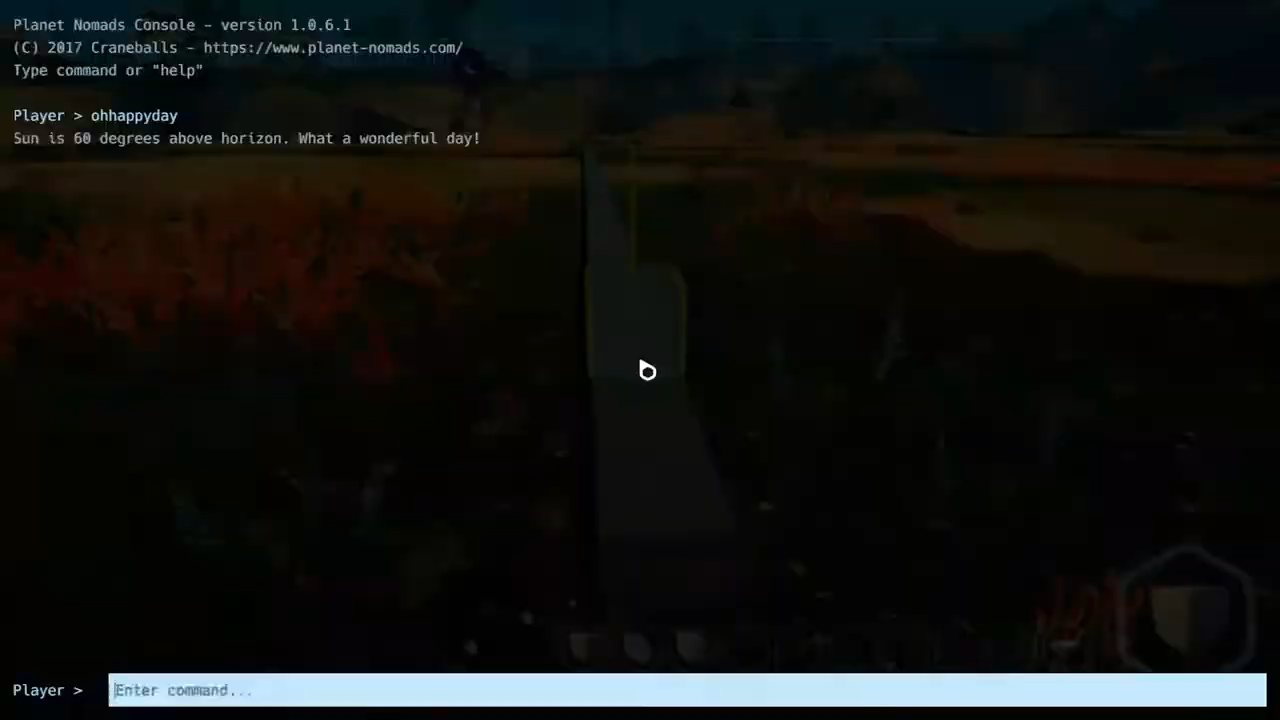 Planet Nomads Console - version 1.0.6.1
(C) 2017 Craneballs - https://www.planet-nomads.com/
Type command or "help"
Player > ohhappyday
Sun is 60 degrees above horizon. What a wonderful day!
Player > Enter command...